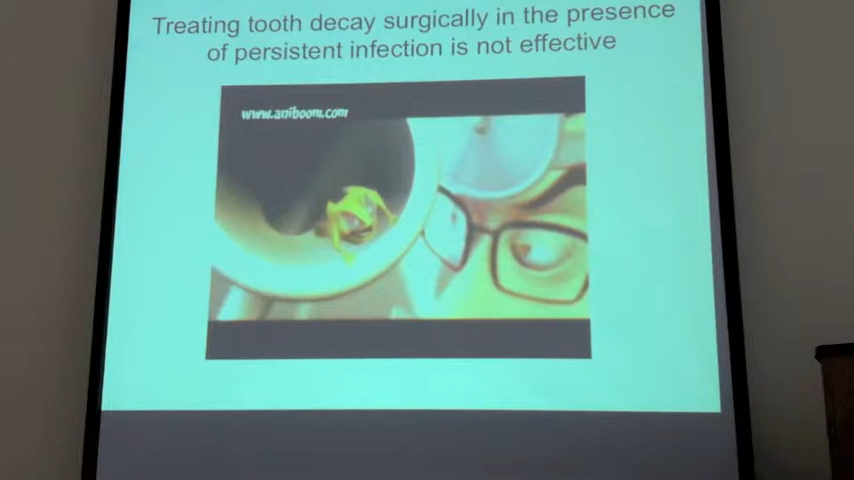 Treating tooth decay surgically in the presence
of persistent infection is not effective
www.aniboom.com